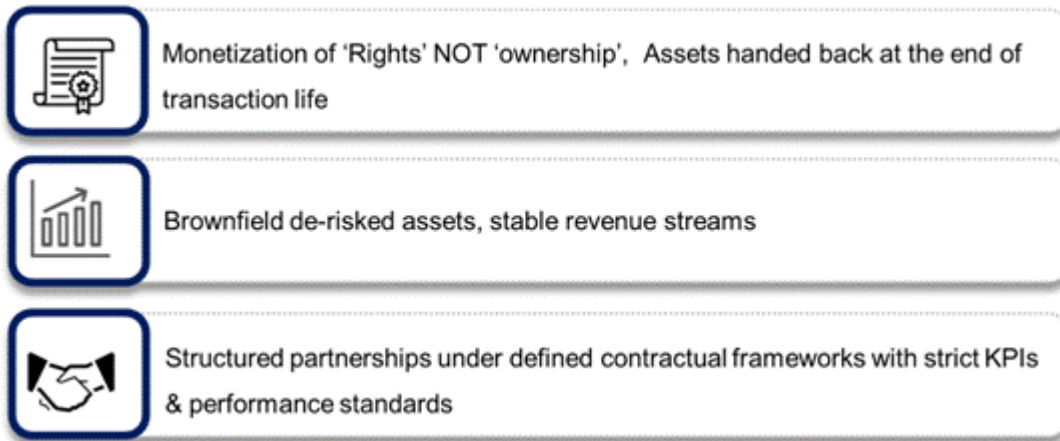 Monetization of ‘Rights’ NOT ‘ownership’, Assets handed back at the end of
transaction life
Brownfield de-risked assets, stable revenue streams
Structured partnerships under defined contractual frameworks with strict KPIs
& performance standards